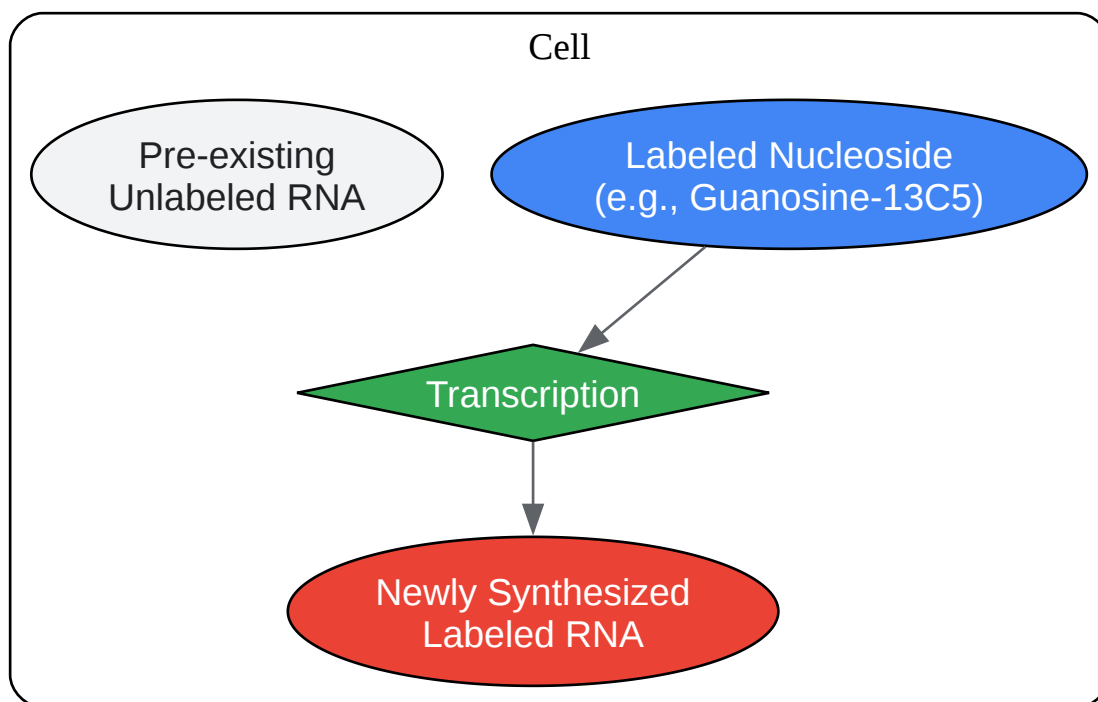 Cell
Pre-existing
Unlabeled RNA
Labeled Nucleoside
(e.g., Guanosine-13C5)
Transcription
Newly Synthesized
Labeled RNA